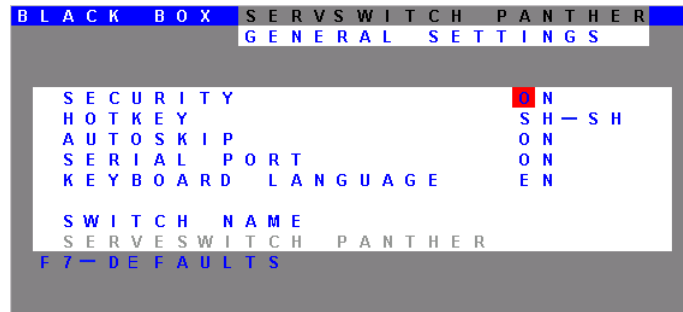 BLACK BOX SERVSWITCH PANTHER
GENERAL SETTINGS
SECURITY ON
HOTKEY SH-SH
AUTOSKIP ON
SERIAL PORT ON
KEYBOARD LANGUAGE EN
SWITCH NAME
SERVESWITCH PANTHER
F7-DEFAULTS